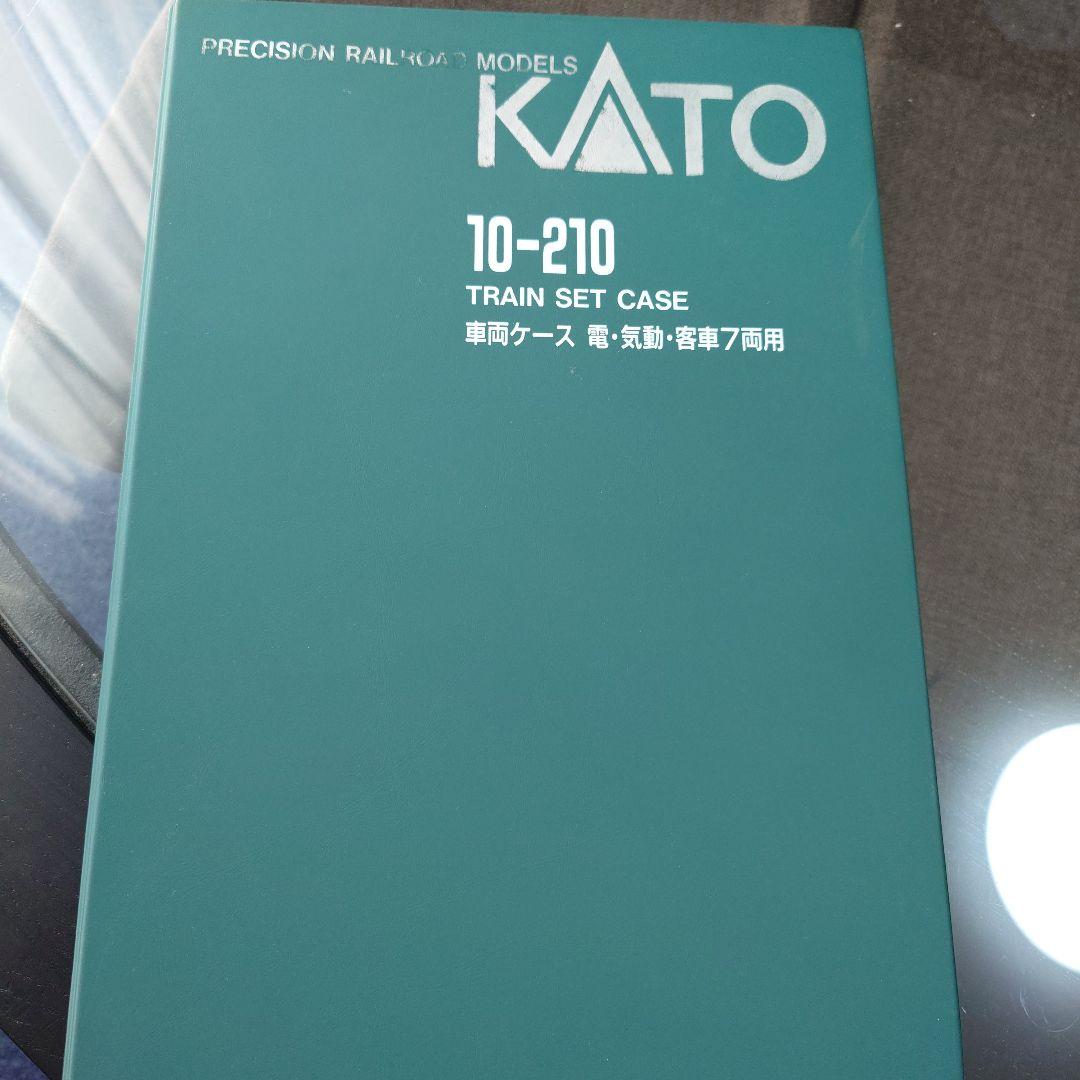 PRECISION RAILROAD MODELS
KATO
10-210
TRAIN SET CASE
車両ケース 電・気動・客車7両用